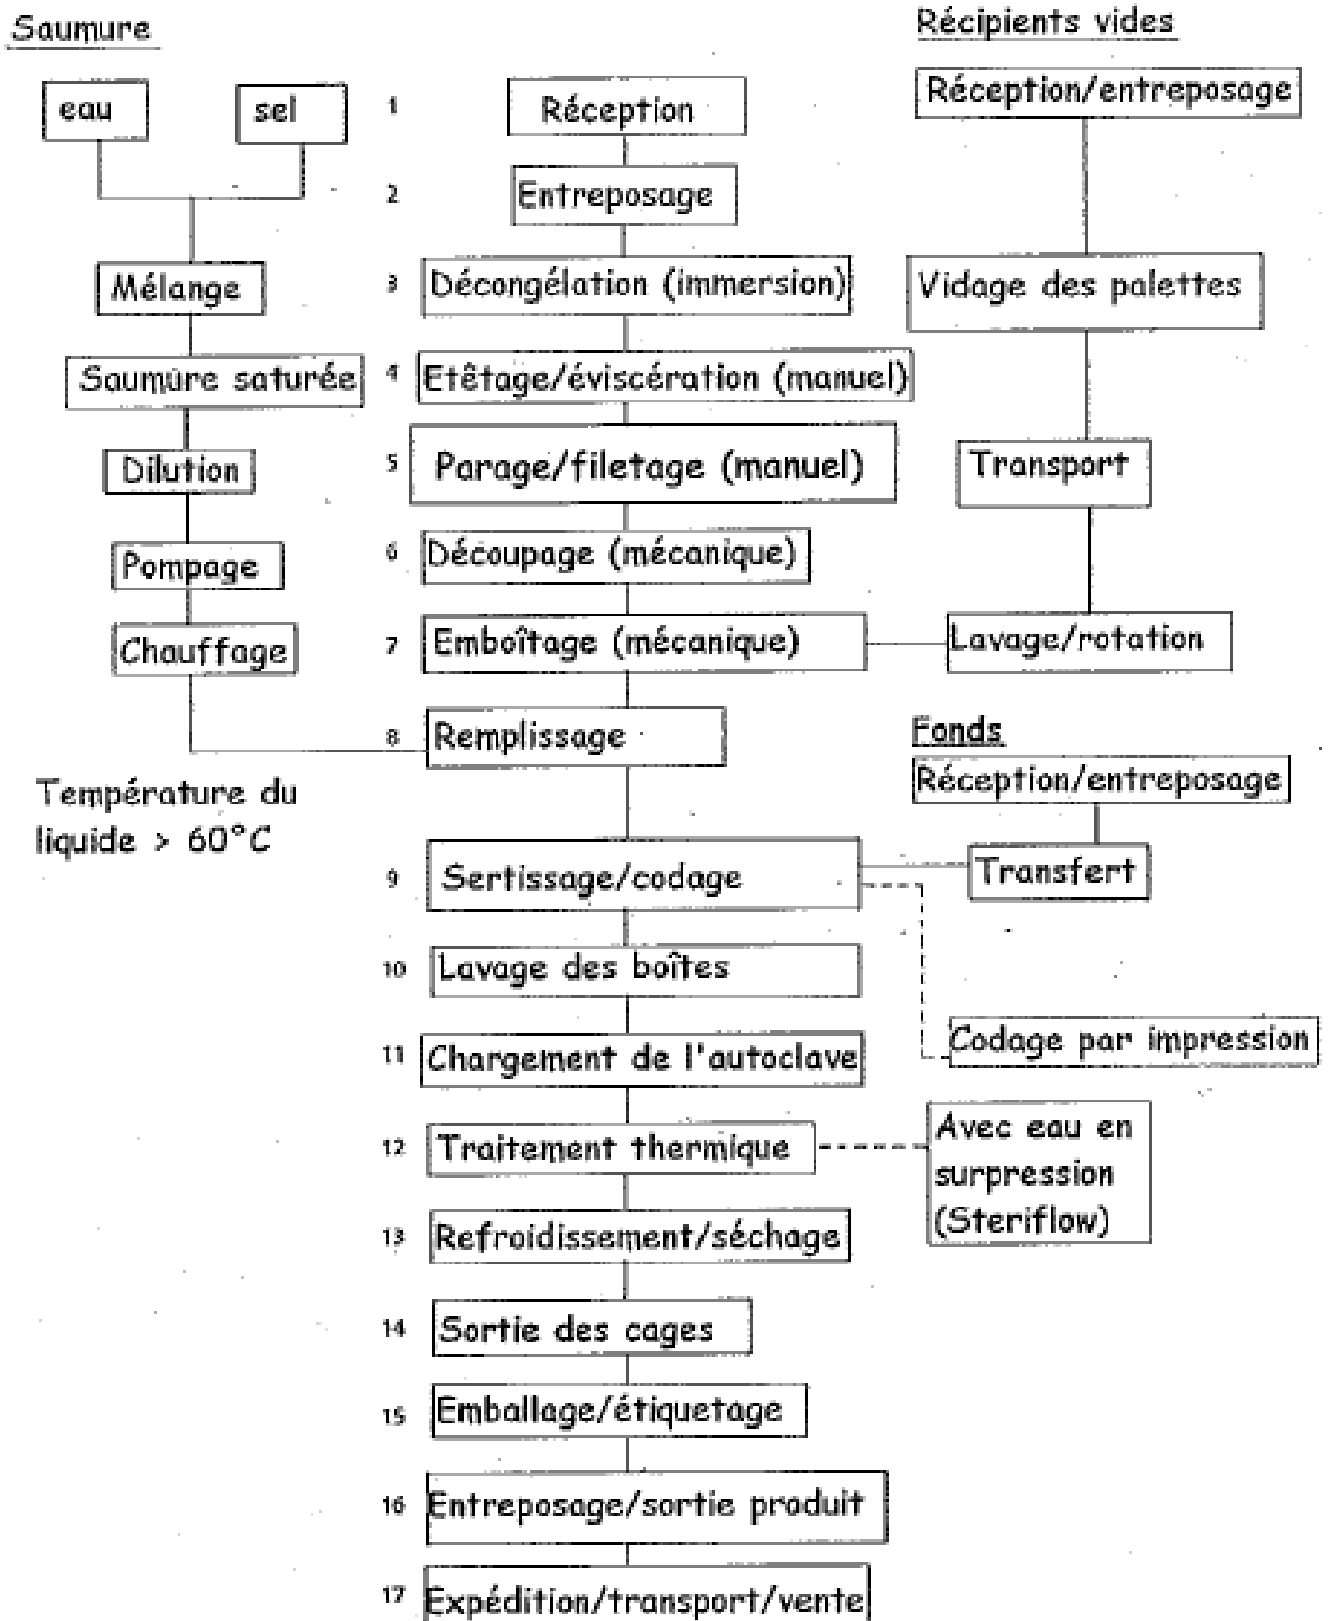 Saumure
Récipients vides
eau
sel
1
Réception
Réception/entreposage
2
Entreposage
Mélange
3
Décongélation (immersion)
Vidage des palettes
Saumure saturée
4
Etêtage/éviscération (manuel)
Dilution
5
Parage/filetage (manuel)
Transport
Pompage
6
Découpage (mécanique)
Chauffage
7
Emboîtage (mécanique)
Lavage/rotation
8
Remplissage
Fonds
Réception/entreposage
Température du
liquide > 60°C
9
Sertissage/codage
Transfert
10
Lavage des boîtes
Codage par impression
11
Chargement de l'autoclave
12
Traitement thermique
Avec eau en
surpression
(Steriflow)
13
Refroidissement/séchage
14
Sortie des cages
15
Emballage/étiquetage
16
Entreposage/sortie produit
17
Expédition/transport/vente